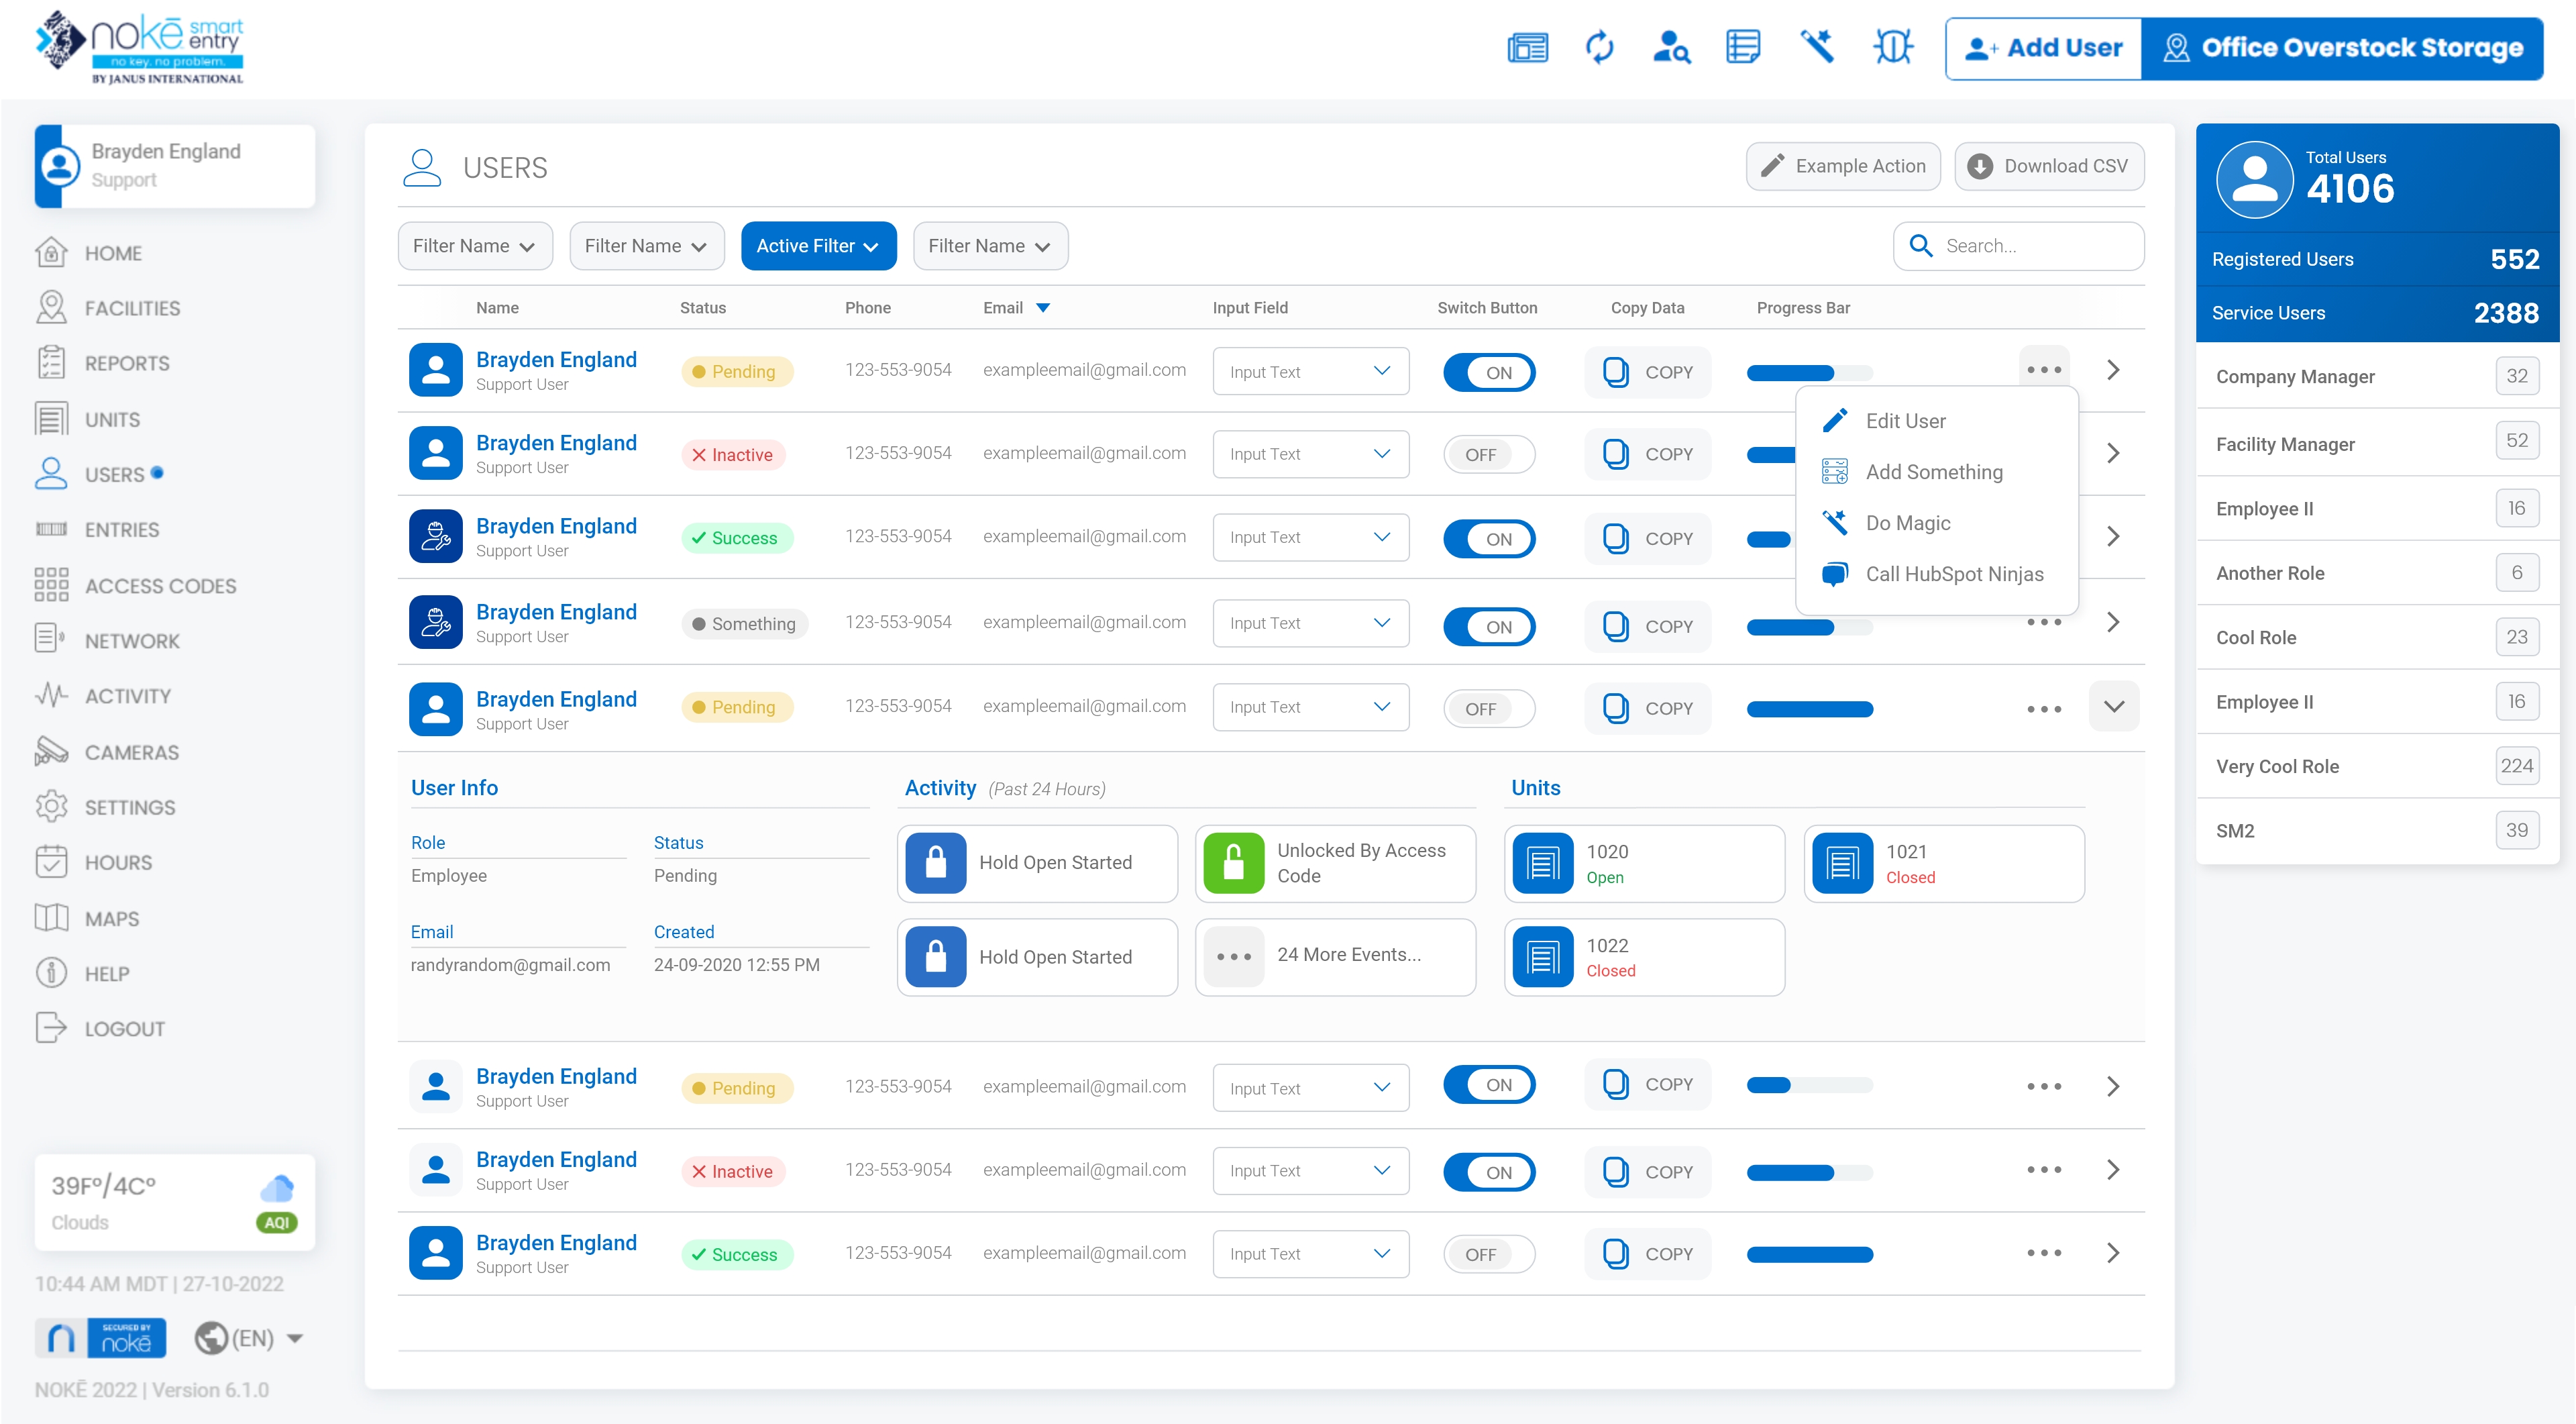 nokē smart entry
no key. no problem.
BY JANUS INTERNATIONAL
Add User
Office Overstock Storage
Brayden England
Support
HOME
FACILITIES
REPORTS
UNITS
USERS
ENTRIES
ACCESS CODES
NETWORK
ACTIVITY
CAMERAS
SETTINGS
HOURS
MAPS
HELP
LOGOUT
39F°/4C°
Clouds
AQI
10:44 AM MDT | 27-10-2022
SECURED BY
nokē
(EN)
NOKĒ 2022 | Version 6.1.0
USERS
Example Action
Download CSV
Filter Name
Filter Name
Active Filter
Filter Name
Search...
Name Status Phone Email Input Field Switch Button Copy Data Progress Bar
Brayden England
Support User
Pending 123-553-9054 exampleemail@gmail.com Input Text ON COPY
Brayden England
Support User
Inactive 123-553-9054 exampleemail@gmail.com Input Text OFF COPY
Brayden England
Support User
Success 123-553-9054 exampleemail@gmail.com Input Text ON COPY
Brayden England
Support User
Something 123-553-9054 exampleemail@gmail.com Input Text ON COPY
Edit User
Add Something
Do Magic
Call HubSpot Ninjas
Brayden England
Support User
Pending 123-553-9054 exampleemail@gmail.com Input Text OFF COPY
User Info
Role
Employee
Status
Pending
Email
randyrandom@gmail.com
Created
24-09-2020 12:55 PM
Activity (Past 24 Hours)
Hold Open Started
Unlocked By Access
Code
Hold Open Started
24 More Events...
Units
1020
Open
1021
Closed
1022
Closed
Brayden England
Support User
Pending 123-553-9054 exampleemail@gmail.com Input Text ON COPY
Brayden England
Support User
Inactive 123-553-9054 exampleemail@gmail.com Input Text ON COPY
Brayden England
Support User
Success 123-553-9054 exampleemail@gmail.com Input Text OFF COPY
Total Users
4106
Registered Users 552
Service Users 2388
Company Manager 32
Facility Manager 52
Employee II 16
Another Role 6
Cool Role 23
Employee II 16
Very Cool Role 224
SM2 39